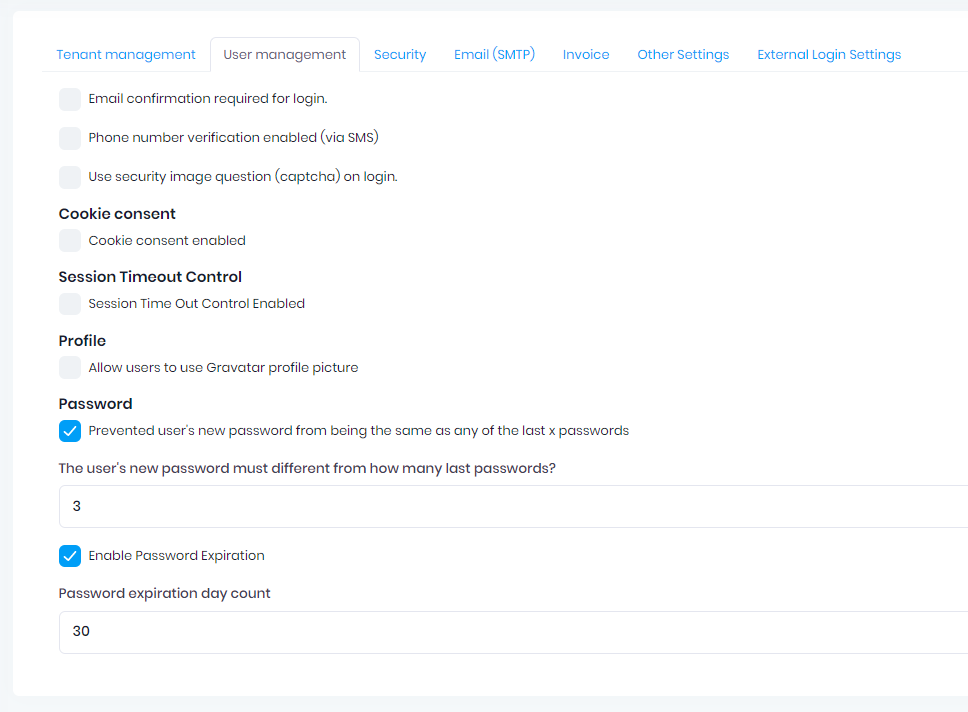 Tenant management User management Security Email (SMTP) Invoice Other Settings External Login Settings
Email confirmation required for login.
Phone number verification enabled (via SMS)
Use security image question (captcha) on login.
Cookie consent
Cookie consent enabled
Session Timeout Control
Session Time Out Control Enabled
Profile
Allow users to use Gravatar profile picture
Password
Prevented user's new password from being the same as any of the last x passwords
The user's new password must different from how many last passwords?
3
Enable Password Expiration
Password expiration day count
30